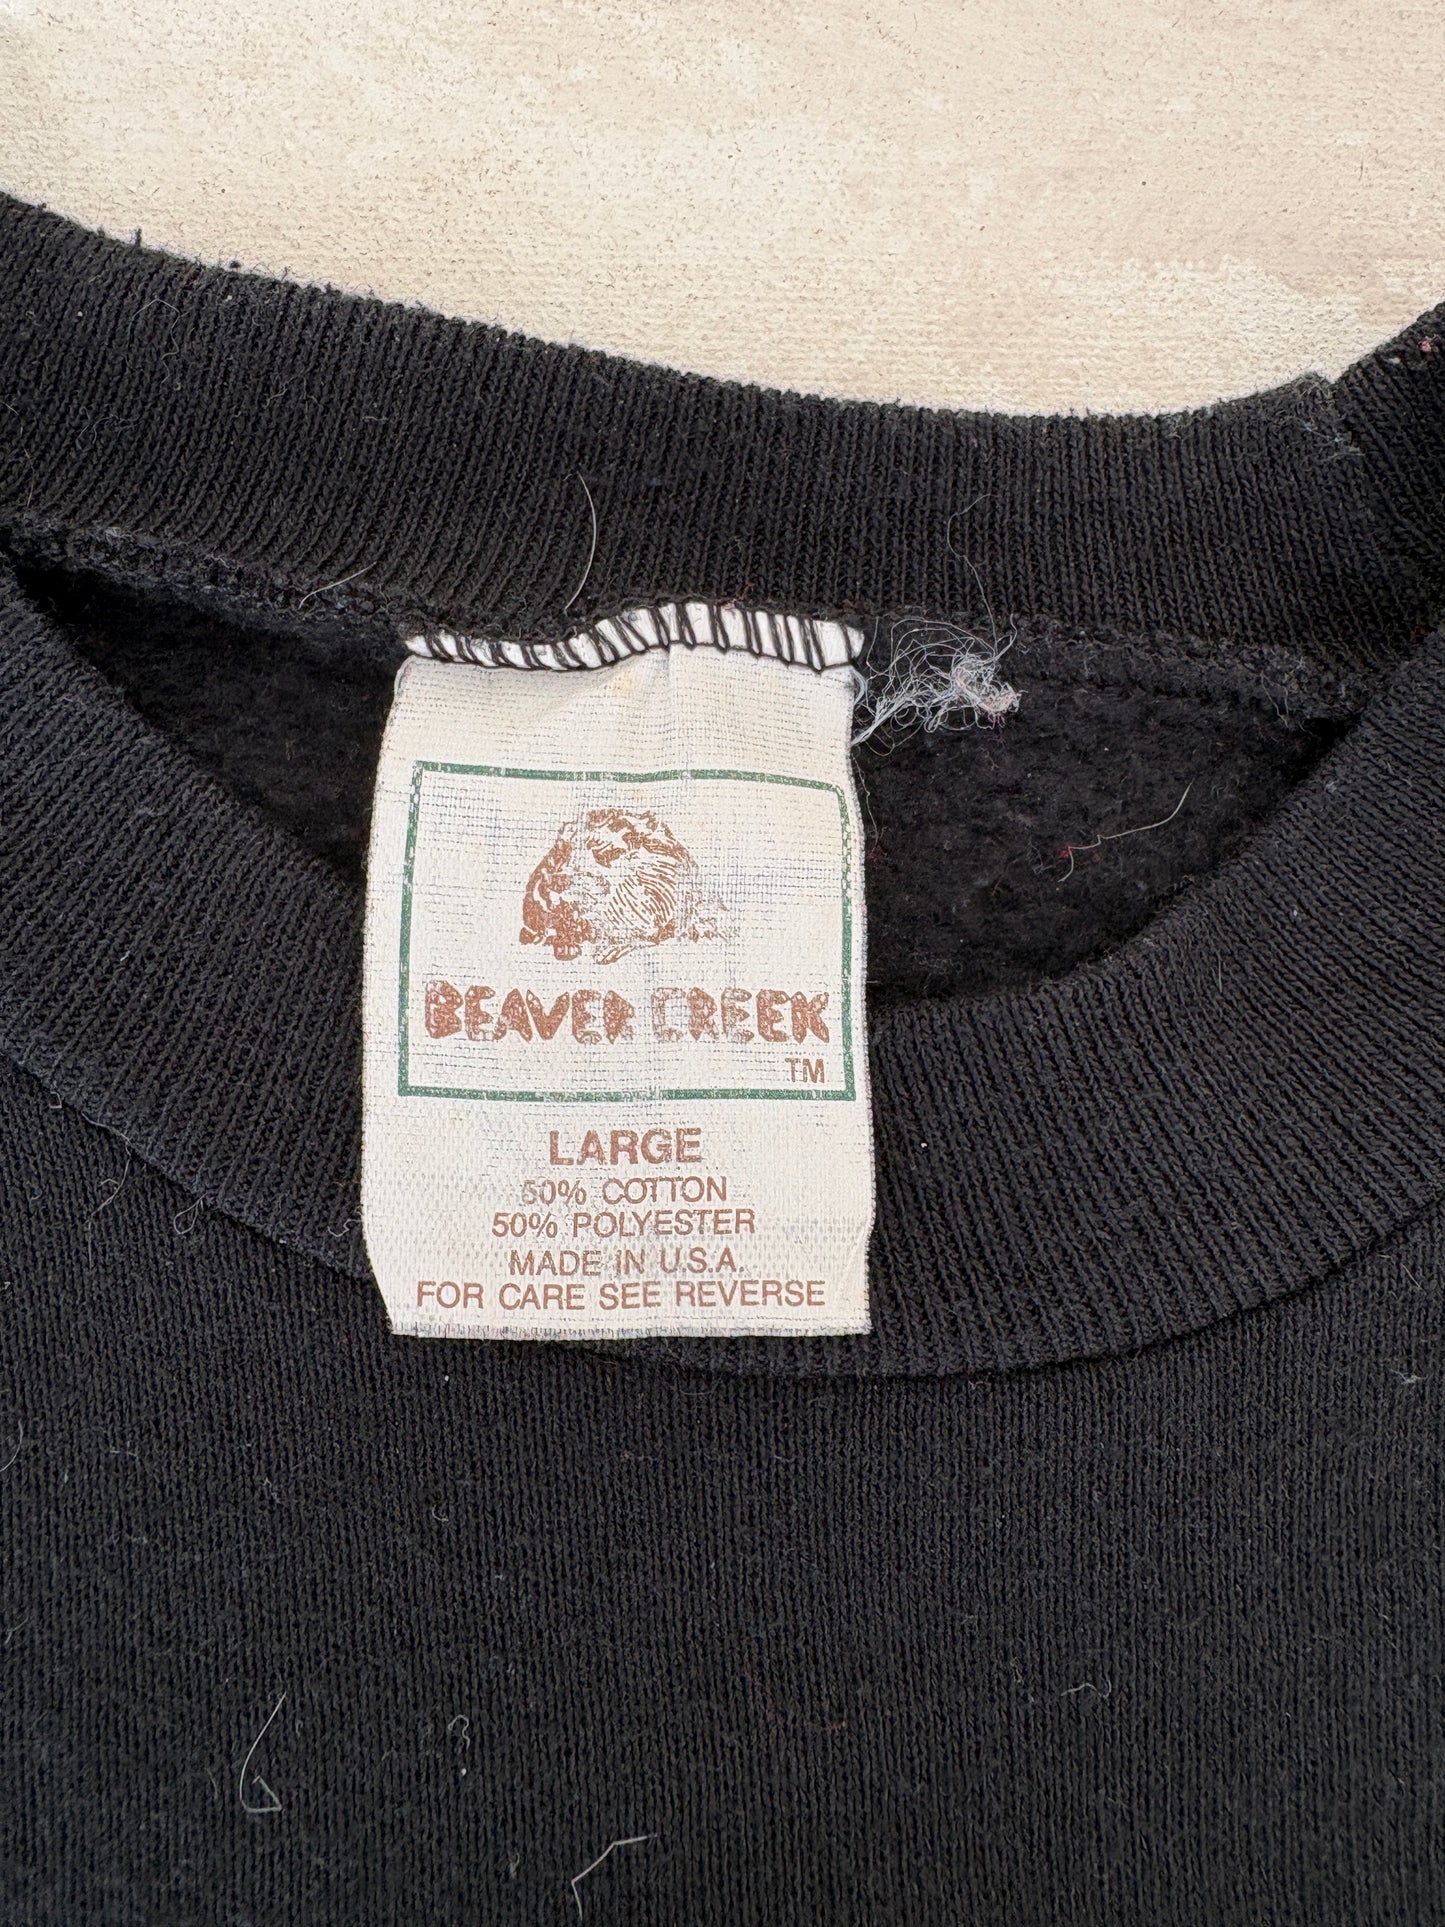 BEAVER CREEK
TM
LARGE
50% COTTON
50% POLYESTER
MADE IN U.S.A.
FOR CARE SEE REVERSE